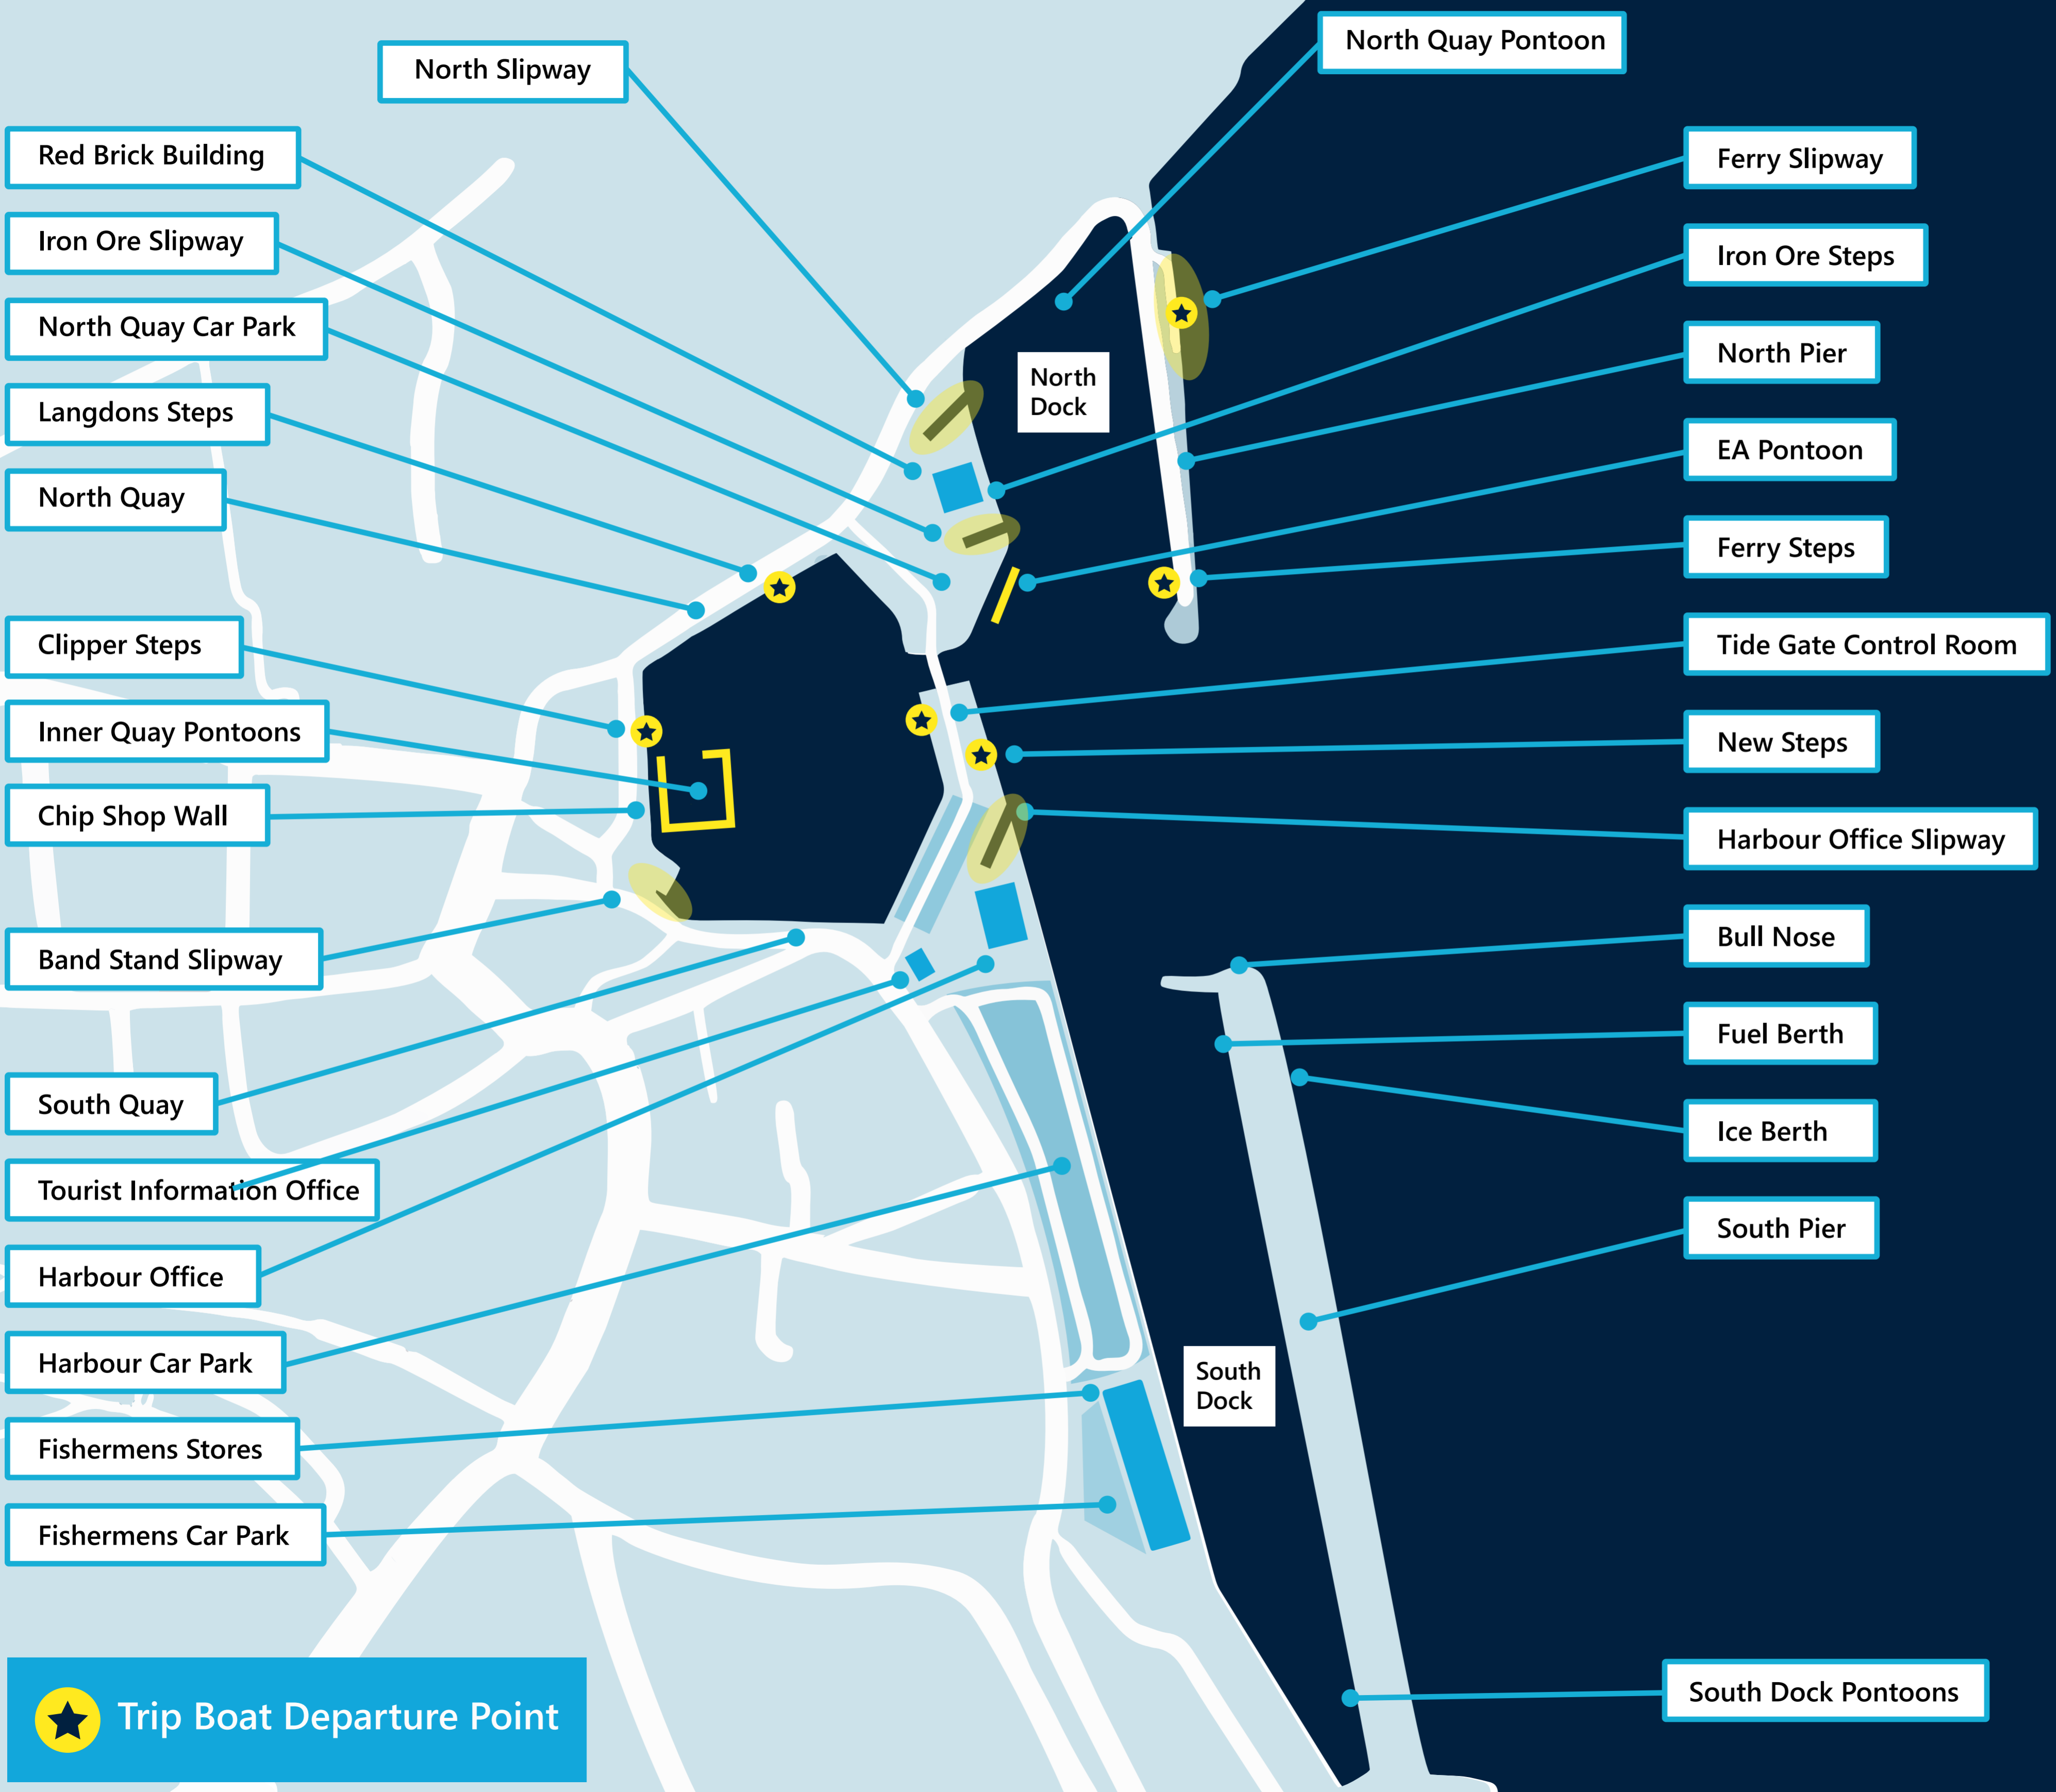 North Slipway
North Quay Pontoon
Red Brick Building
Iron Ore Slipway
North Quay Car Park
Langdons Steps
North Quay
Clipper Steps
Inner Quay Pontoons
Chip Shop Wall
Band Stand Slipway
South Quay
Tourist Information Office
Harbour Office
Harbour Car Park
Fishermens Stores
Fishermens Car Park
North
Dock
South
Dock
Ferry Slipway
Iron Ore Steps
North Pier
EA Pontoon
Ferry Steps
Tide Gate Control Room
New Steps
Harbour Office Slipway
Bull Nose
Fuel Berth
Ice Berth
South Pier
South Dock Pontoons
Trip Boat Departure Point